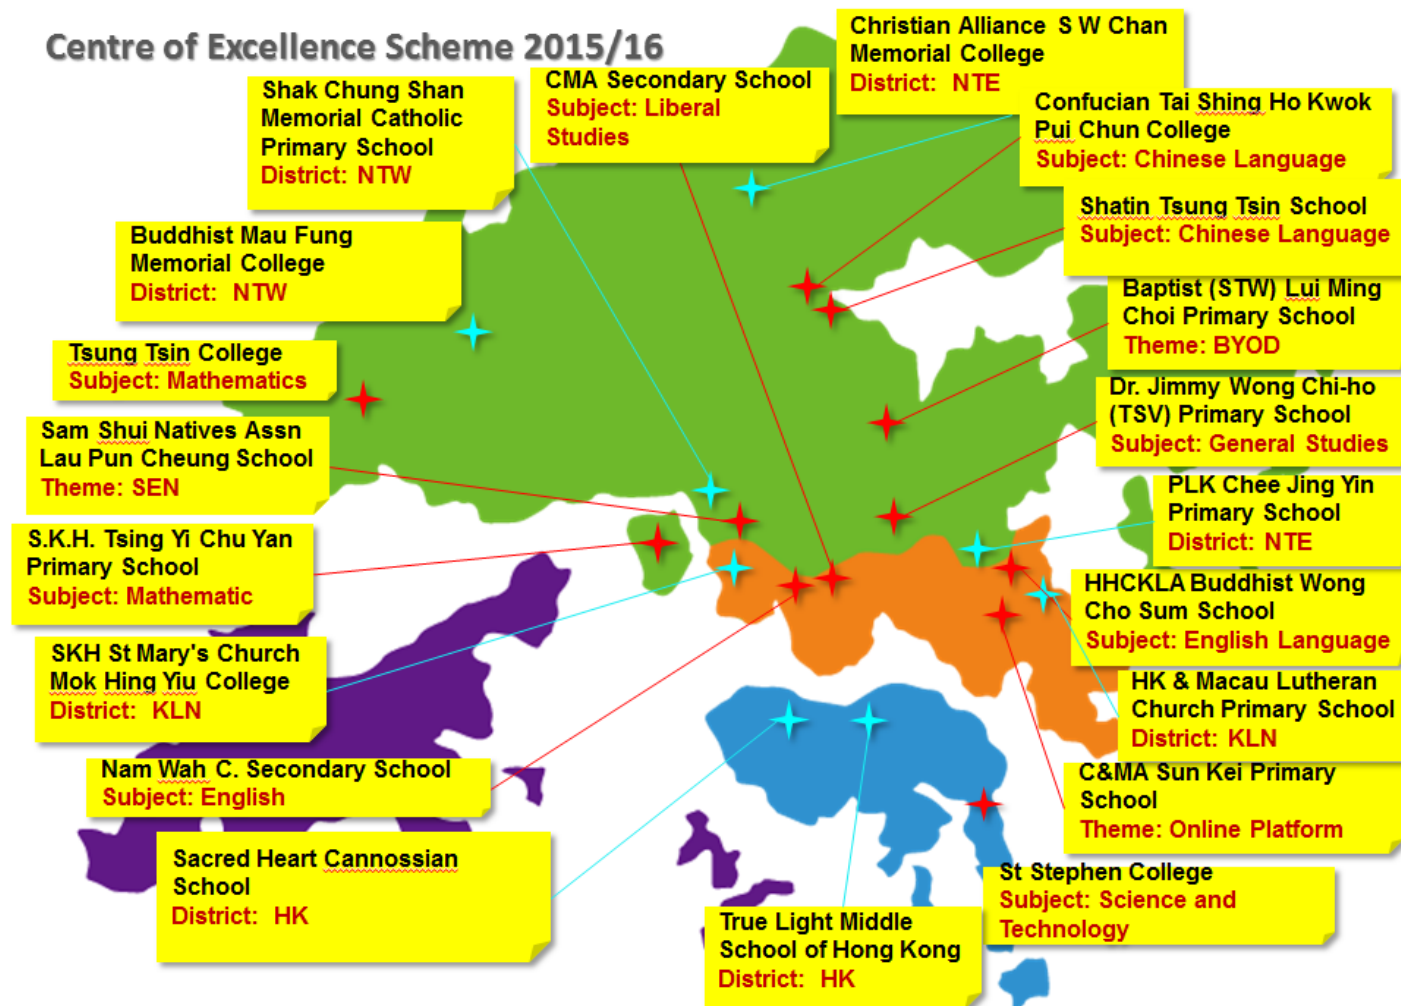 Centre of Excellence Scheme 2015/16
Christian Alliance S W Chan
Memorial College
District: NTE
Shak Chung Shan
Memorial Catholic
Primary School
District: NTW
CMA Secondary School
Subject: Liberal
Studies
Confucian Tai Shing Ho Kwok
Pui Chun College
Subject: Chinese Language
Shatin Tsung Tsin School
Subject: Chinese Language
Buddhist Mau Fung
Memorial College
District: NTW
Baptist (STW) Lui Ming
Choi Primary School
Theme: BYOD
Tsung Tsin College
Subject: Mathematics
Dr. Jimmy Wong Chi-ho
(TSV) Primary School
Subject: General Studies
Sam Shui Natives Assn
Lau Pun Cheung School
Theme: SEN
PLK Chee Jing Yin
Primary School
District: NTE
S.K.H. Tsing Yi Chu Yan
Primary School
Subject: Mathematic
HHCKLA Buddhist Wong
Cho Sum School
Subject: English Language
SKH St Mary's Church
Mok Hing Yiu College
District: KLN
HK & Macau Lutheran
Church Primary School
District: KLN
Nam Wah C. Secondary School
Subject: English
C&MA Sun Kei Primary
School
Theme: Online Platform
Sacred Heart Cannossian
School
District: HK
St Stephen College
Subject: Science and
Technology
True Light Middle
School of Hong Kong
District: HK